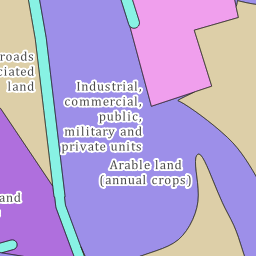 roads
ciated
land
Industrial,
commercial,
public,
military and
private units
Arable land
(annual crops)
and